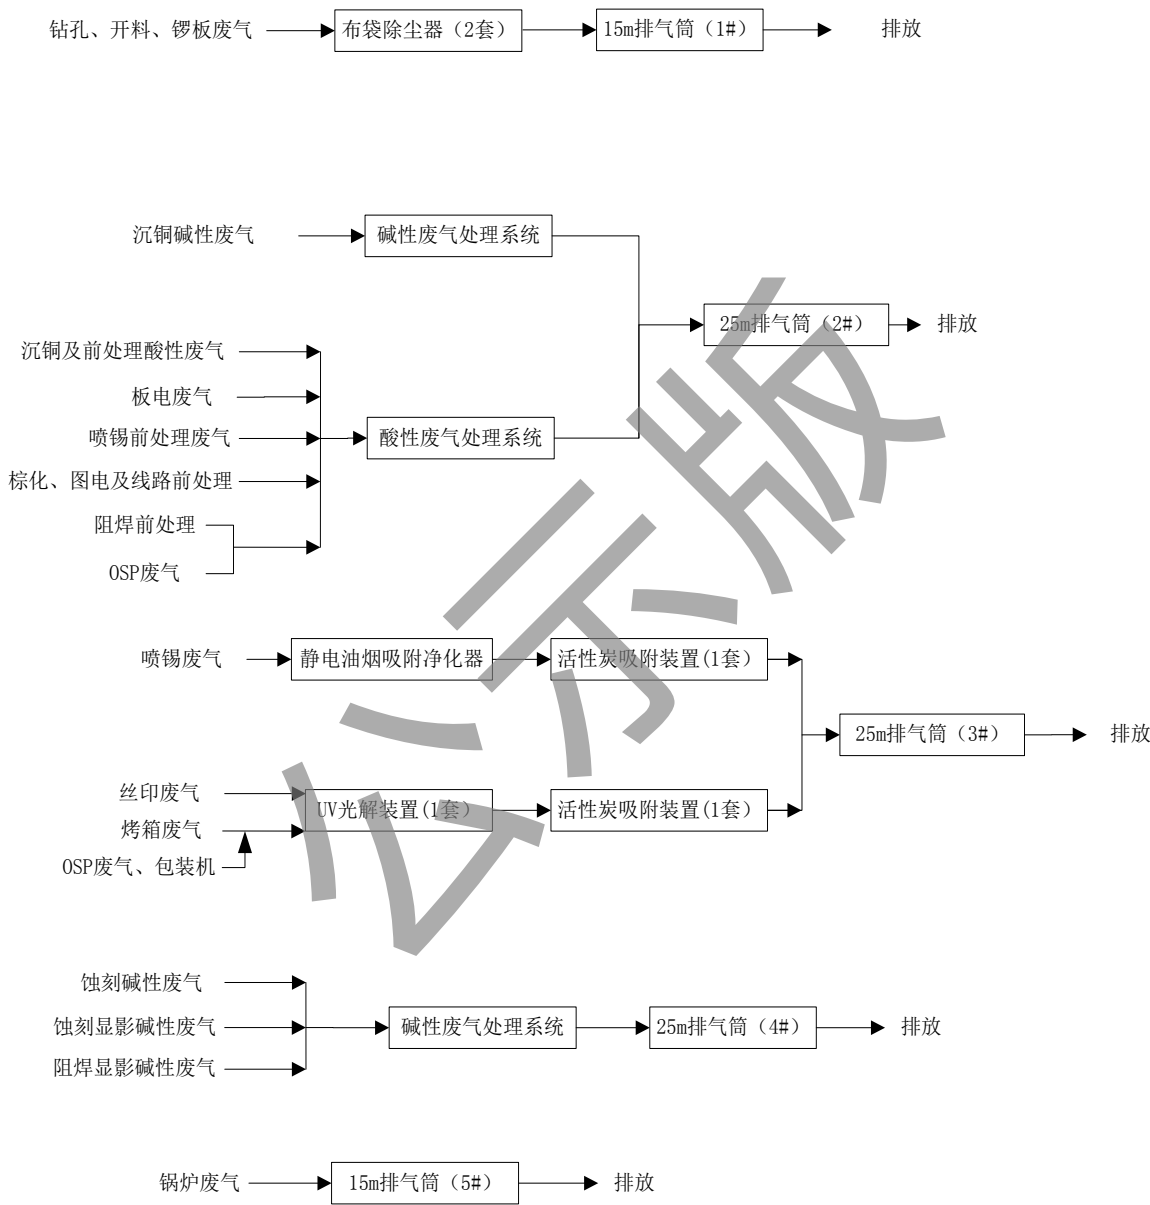 钻孔、开料、锣板废气 布袋除尘器（2套） 15m排气筒（1#） 排放
沉铜碱性废气 碱性废气处理系统
25m排气筒（2#） 排放
沉铜及前处理酸性废气
板电废气
喷锡前处理废气 酸性废气处理系统
棕化、图电及线路前处理
阻焊前处理
OSP废气
喷锡废气 静电油烟吸附净化器 活性炭吸附装置(1套）
25m排气筒（3#） 排放
丝印废气
UV光解装置(1套） 活性炭吸附装置(1套）
烤箱废气
OSP废气、包装机
蚀刻碱性废气
蚀刻显影碱性废气 碱性废气处理系统 25m排气筒（4#） 排放
阻焊显影碱性废气
锅炉废气 15m排气筒（5#） 排放
公示版